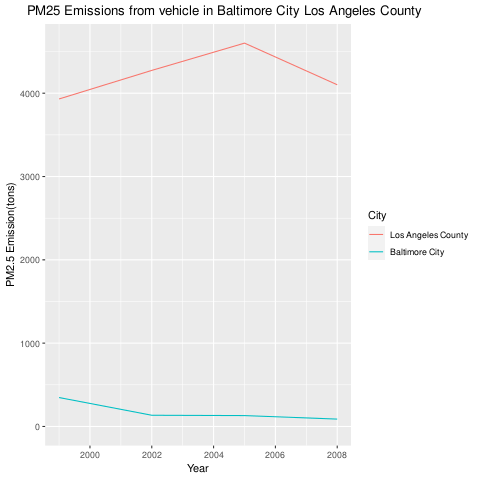 PM25 Emissions from vehicle in Baltimore City Los Angeles County
PM2.5 Emission(tons)
4000
3000
2000
1000
0
2000 2002 2004 2006 2008
Year
City
Los Angeles County
Baltimore City